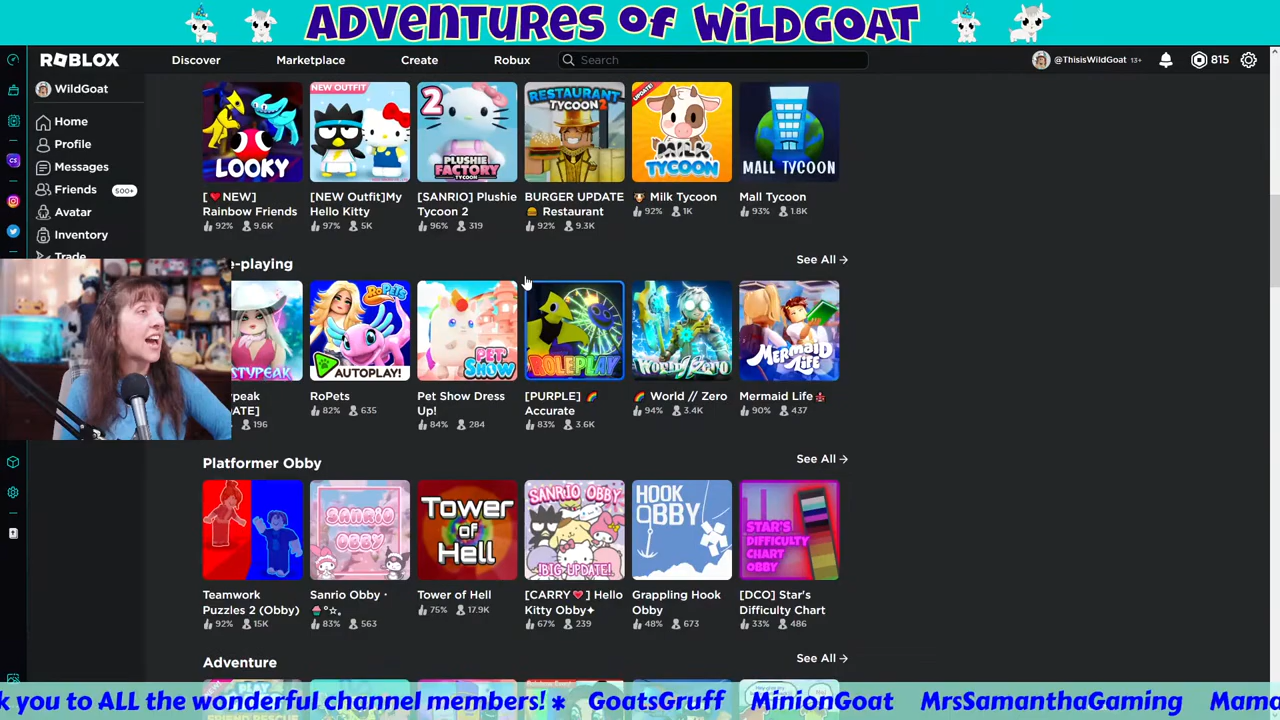 ADVENTURES OF WILDGOAT
ROBLOX
Discover
Marketplace
Create
Robux
Search
@ThisisWildGoat 13+
815
WildGoat
Home
Profile
Messages
Friends
500+
Avatar
Inventory
Trade
CS
LOOKY
NEW OUTFIT
2
PLUSHIE
FACTORY
TYCOON
RESTAURANT
TYCOON 2
UPDATE!
MILK
TYCOON
MALL TYCOON
[❤️NEW]
Rainbow Friends
92% 9.6K
[NEW Outfit]My
Hello Kitty
97% 5K
[SANRIO] Plushie
Tycoon 2
96% 319
BURGER UPDATE
🍔 Restaurant
92% 9.3K
🐮 Milk Tycoon
92% 1K
Mall Tycoon
93% 1.8K
e-playing
See All →
STYPEAK
ROPETS
AUTOPLAY!
PET
SHOW
ROLEPLAY
World//Zero
MERMAID
LIFE
ypeak
DATE]
196
RoPets
82% 635
Pet Show Dress
Up!
84% 284
[PURPLE] 🌈
Accurate
83% 3.6K
🌈 World // Zero
94% 3.4K
Mermaid Life
90% 437
Platformer Obby
See All →
SANRIO
OBBY
TOWER
OF
HELL
SANRIO OBBY
!BIG UPDATE!
HOOK
OBBY
STAR'S
DIFFICULTY
CHART
OBBY
Teamwork
Puzzles 2 (Obby)
92% 15K
Sanrio Obby ·
🧁°☆。
83% 563
Tower of Hell
75% 17.9K
[CARRY❤️] Hello
Kitty Obby✦
67% 239
Grappling Hook
Obby
48% 673
[DCO] Star's
Difficulty Chart
33% 486
Adventure
See All →
k you to ALL the wonderful channel members! * GoatsGruff MinionGoat MrsSamanthaGaming Mama